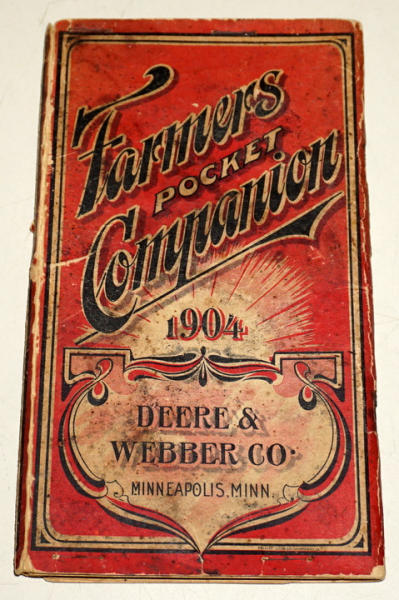 Farmers
POCKET
Companion
1904
DEERE &
WEBBER CO.
MINNEAPOLIS, MINN.